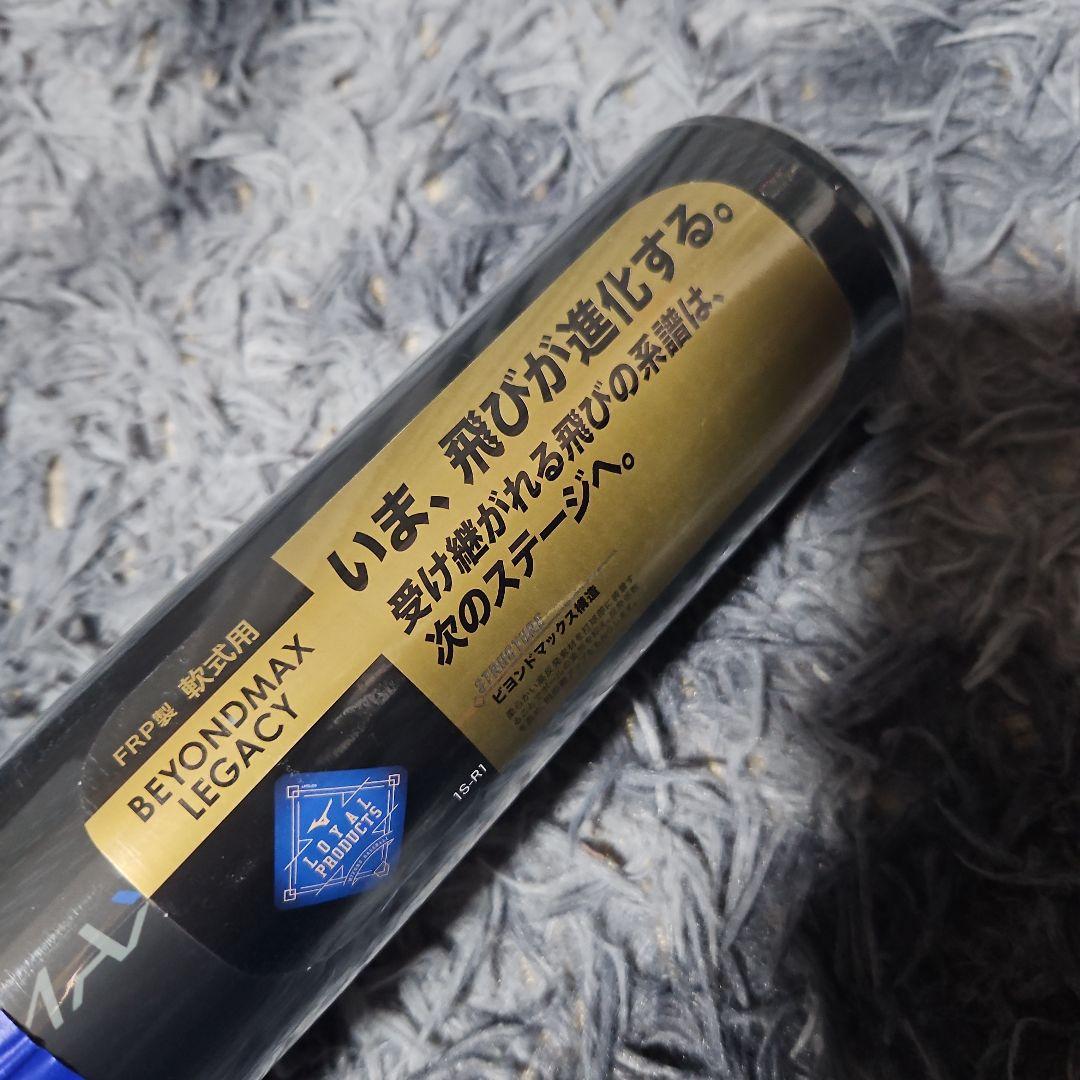 いま、飛びが進化する。
受け継がれる飛びの系譜は、
次のステージへ。
STRUCTURE
ビヨンドマックス構造
FRP製 軟式用
BEYONDMAX
LEGACY
1S-R1
LOYAL
PRODUCTS